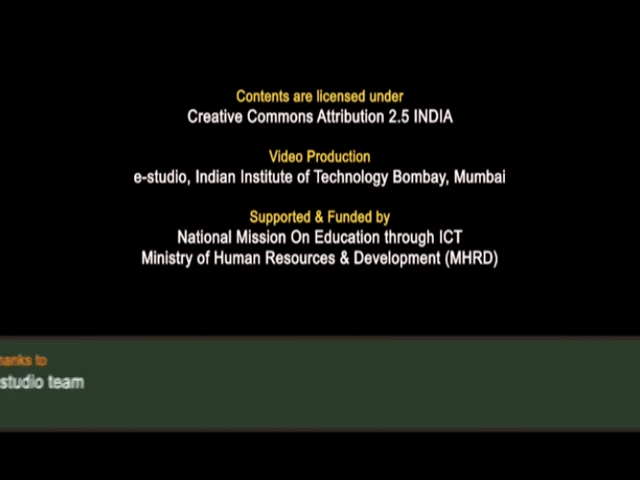 Contents are licensed under
Creative Commons Attribution 2.5 INDIA
Video Production
e-studio, Indian Institute of Technology Bombay, Mumbai
Supported & Funded by
National Mission On Education through ICT
Ministry of Human Resources & Development (MHRD)
hanks to
studio team